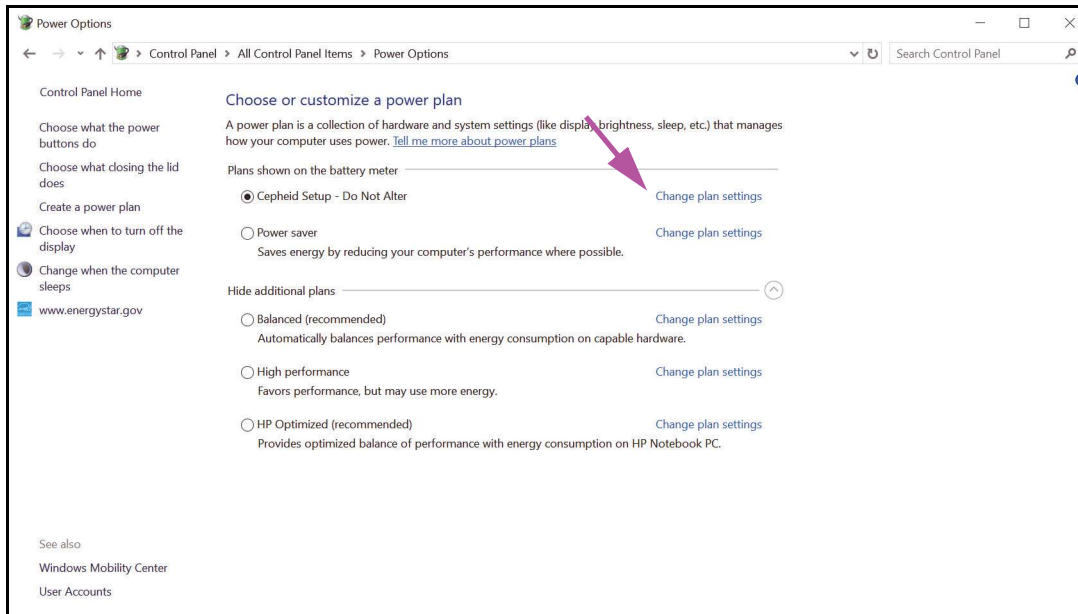 Power Options
Control Panel > All Control Panel Items > Power Options
Search Control Panel
Control Panel Home
Choose what the power
buttons do
Choose what closing the lid
does
Create a power plan
Choose when to turn off the
display
Change when the computer
sleeps
www.energystar.gov
Choose or customize a power plan
A power plan is a collection of hardware and system settings (like display brightness, sleep, etc.) that manages
how your computer uses power. Tell me more about power plans
Plans shown on the battery meter
Cepheid Setup - Do Not Alter Change plan settings
Power saver Change plan settings
Saves energy by reducing your computer's performance where possible.
Hide additional plans
Balanced (recommended) Change plan settings
Automatically balances performance with energy consumption on capable hardware.
High performance Change plan settings
Favors performance, but may use more energy.
HP Optimized (recommended) Change plan settings
Provides optimized balance of performance with energy consumption on HP Notebook PC.
See also
Windows Mobility Center
User Accounts